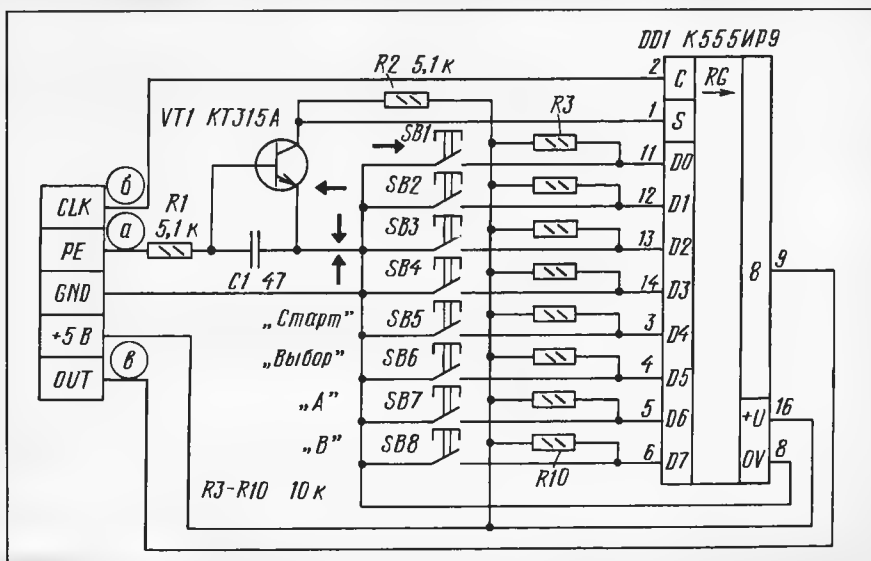 DD1 К555ИР9
R2 5,1 к
2
C
RG
VT1 КТ315А
1
S
R3
SB1
11
D0
б
SB2
12
D1
CLK
R1
5,1 к
а
SB3
13
D2
PE
8
9
C1 47
SB4
14
D3
GND
„Старт"
SB5
3
D4
+5 В
„Выбор"
SB6
4
D5
в
OUT
„А"
SB7
5
D6
+U
16
„В"
SB8
6
D7
0V
8
R3-R10 10 к
R10